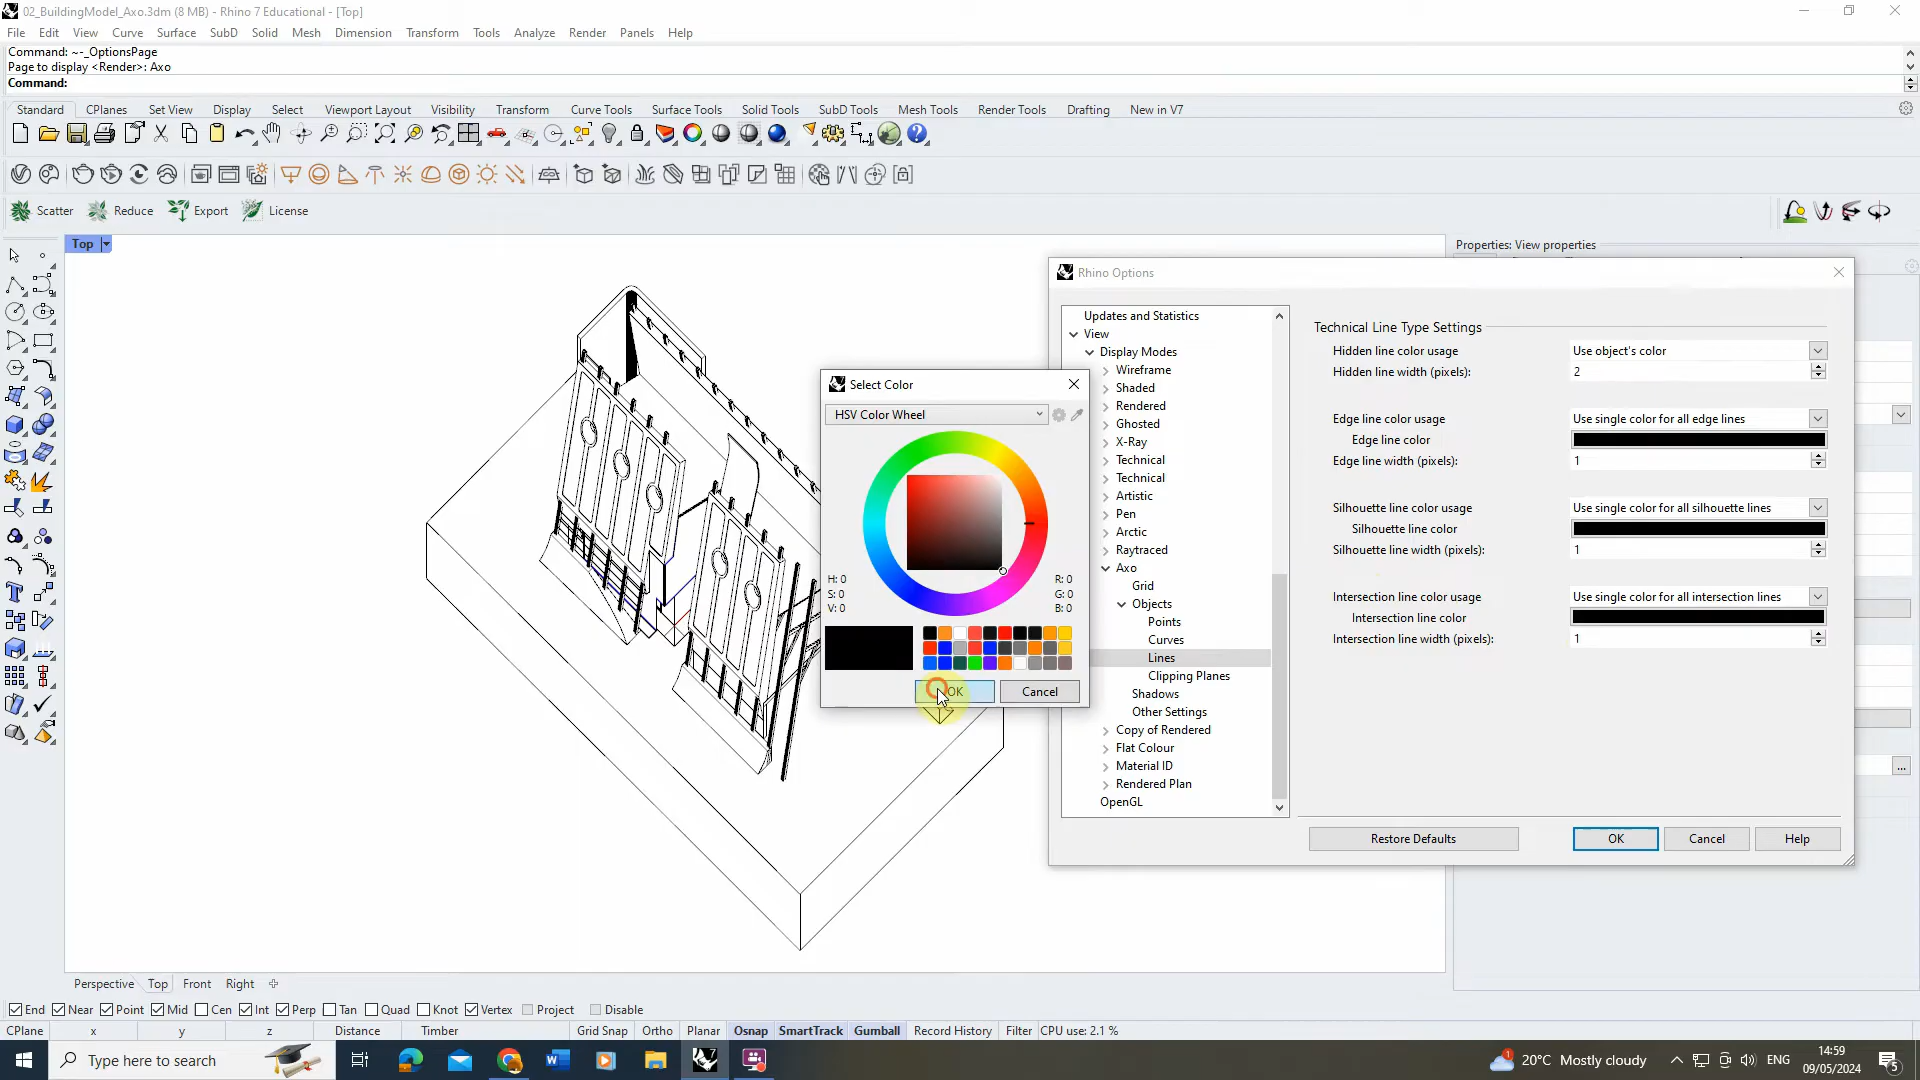 02_BuildingModel_Axo.3dm (8 MB) - Rhino 7 Educational - [Top]
File Edit View Curve Surface SubD Solid Mesh Dimension Transform Tools Analyze Render Panels Help
Command: ~-_OptionsPage
Page to display <Render>: Axo
Command:
Standard CPlanes Set View Display Select Viewport Layout Visibility Transform Curve Tools Surface Tools Solid Tools SubD Tools Mesh Tools Render Tools Drafting New in V7
Scatter Reduce Export License
Top
Properties: View properties
Rhino Options
Updates and Statistics
View
Display Modes
Wireframe
Shaded
Rendered
Ghosted
X-Ray
Technical
Technical
Artistic
Pen
Arctic
Raytraced
Axo
Grid
Objects
Points
Curves
Lines
Clipping Planes
Shadows
Other Settings
Copy of Rendered
Flat Colour
Material ID
Rendered Plan
OpenGL
Technical Line Type Settings
Hidden line color usage Use object's color
Hidden line width (pixels): 2
Edge line color usage Use single color for all edge lines
Edge line color
Edge line width (pixels): 1
Silhouette line color usage Use single color for all silhouette lines
Silhouette line color
Silhouette line width (pixels): 1
Intersection line color usage Use single color for all intersection lines
Intersection line color
Intersection line width (pixels): 1
Restore Defaults OK Cancel Help
Select Color
HSV Color Wheel
H: 0 R: 0
S: 0 G: 0
V: 0 B: 0
OK Cancel
Perspective Top Front Right
End Near Point Mid Cen Int Perp Tan Quad Knot Vertex Project Disable
CPlane x y z Distance Timber Grid Snap Ortho Planar Osnap SmartTrack Gumball Record History Filter CPU use: 2.1 %
Type here to search
20°C Mostly cloudy
ENG
14:59
09/05/2024
5